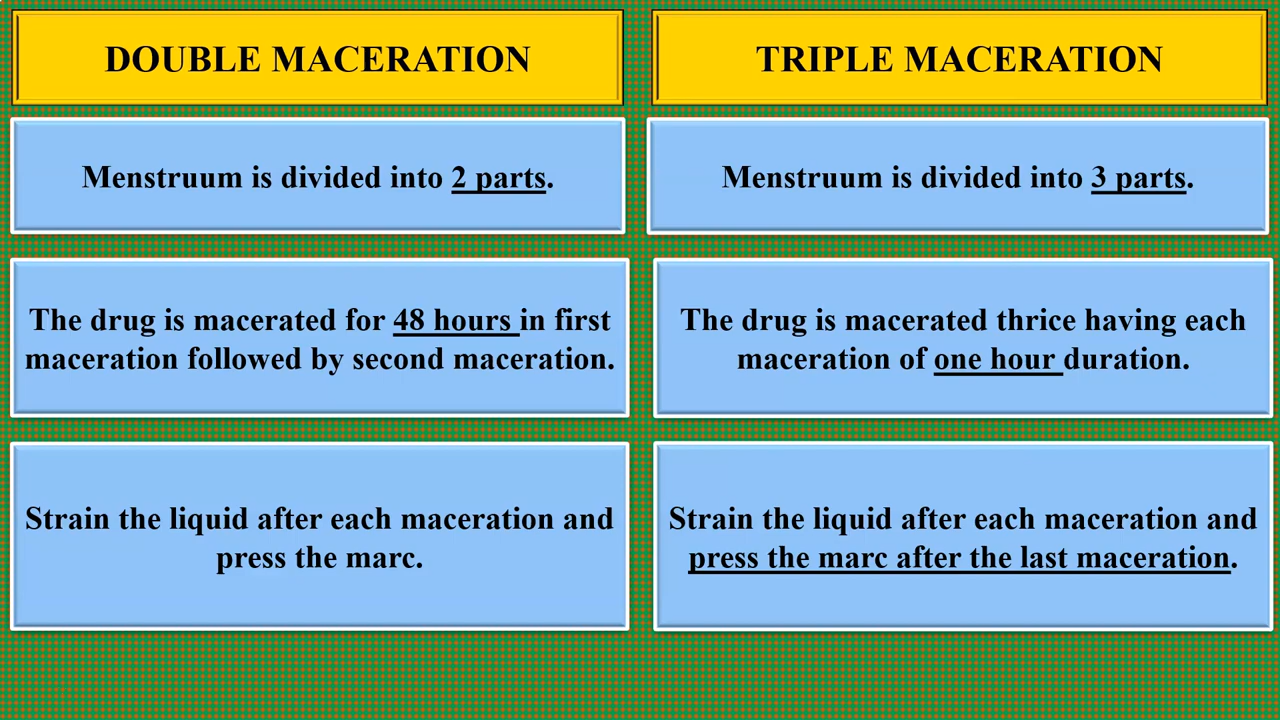 DOUBLE MACERATION
TRIPLE MACERATION
Menstruum is divided into 2 parts.
Menstruum is divided into 3 parts.
The drug is macerated for 48 hours in first
maceration followed by second maceration.
The drug is macerated thrice having each
maceration of one hour duration.
Strain the liquid after each maceration and
press the marc.
Strain the liquid after each maceration and
press the marc after the last maceration.